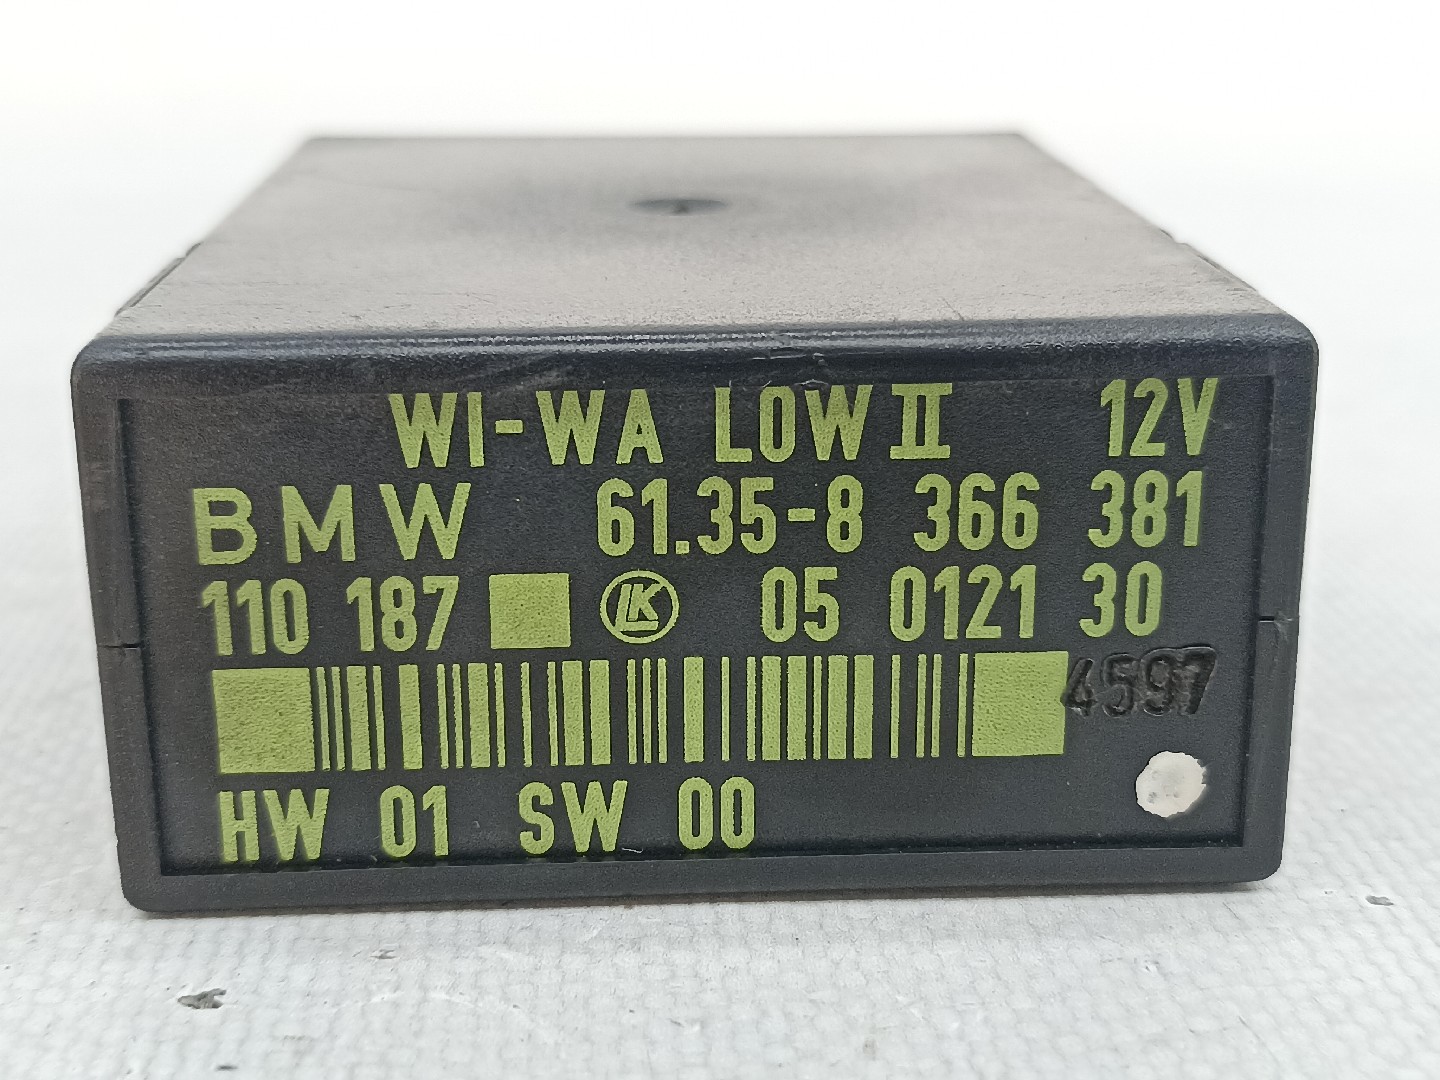 WI-WA LOW II 12V
BMW 61.35-8 366 381
110 187 LK 05 0121 30
4597
HW 01 SW 00